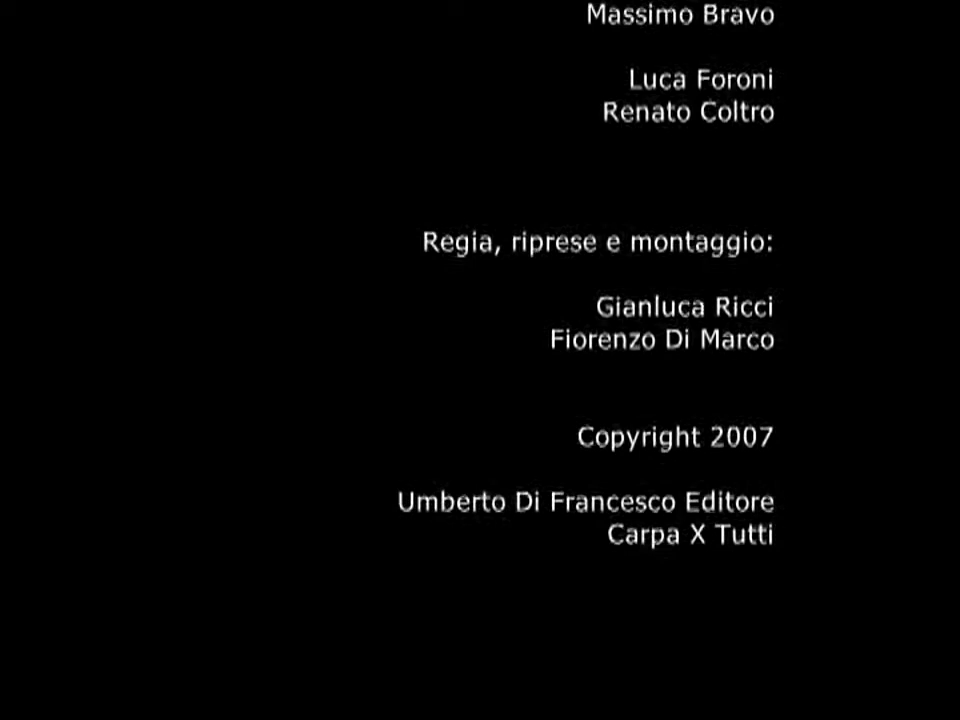 Massimo Bravo
Luca Foroni
Renato Coltro
Regia, riprese e montaggio:
Gianluca Ricci
Fiorenzo Di Marco
Copyright 2007
Umberto Di Francesco Editore
Carpa X Tutti